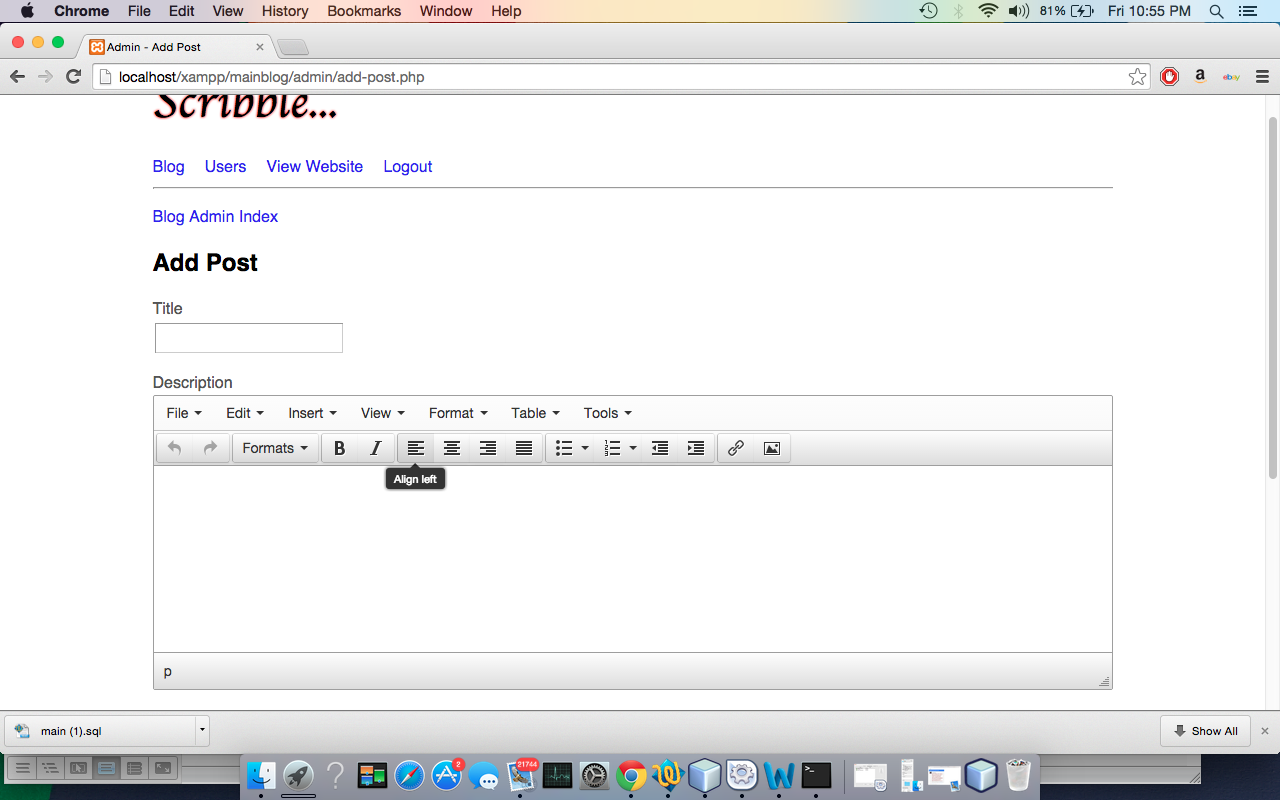 Chrome File Edit View History Bookmarks Window Help 81% Fri 10:55 PM
Admin - Add Post
localhost/xampp/mainblog/admin/add-post.php a ebay
Scribble...
Blog Users View Website Logout
Blog Admin Index
Add Post
Title
Description
File Edit Insert View Format Table Tools
Formats B I
Align left
p
main (1).sql Show All
2 21744